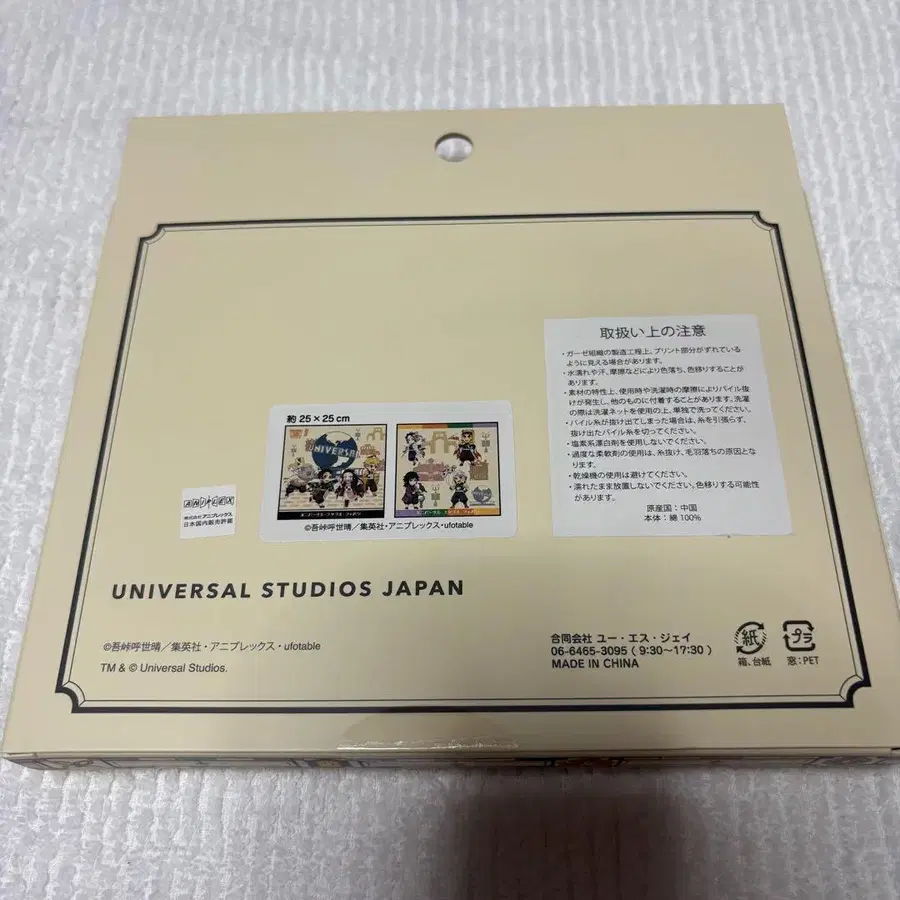 取扱い上の注意
・ガーゼ組織の製造工程上、プリント部分がずれている
ように見える場合があります。
・水濡れや汗、摩擦などにより色落ち、色移りすることが
あります。
・素材の特性上、使用時や洗濯時の摩擦によりパイル抜
けが発生し、他のものに付着することがあります。洗濯
の際は洗濯ネットを使用の上、単独で洗ってください。
・パイル糸が抜け出てしまった場合は、糸を引張らず、
抜け出たパイル糸を切ってください。
・塩素系漂白剤を使用しないでください。
・過度な柔軟剤の使用は、糸抜け、毛羽落ちの原因とな
ります。
・乾燥機の使用は避けてください。
・濡れたまま放置しないでください。色移りする可能性
があります。
原産国：中国
本体：綿 100%
約 25×25cm
UNIVERSAL
©吾峠呼世晴／集英社・アニプレックス・ufotable
ANIPLEX
株式会社アニプレックス
日本国内販売許諾
UNIVERSAL STUDIOS JAPAN
©吾峠呼世晴／集英社・アニプレックス・ufotable
TM & © Universal Studios.
合同会社 ユー・エス・ジェイ
06-6465-3095 ( 9:30～17:30 )
MADE IN CHINA
紙
箱、台紙
プラ
窓：PET